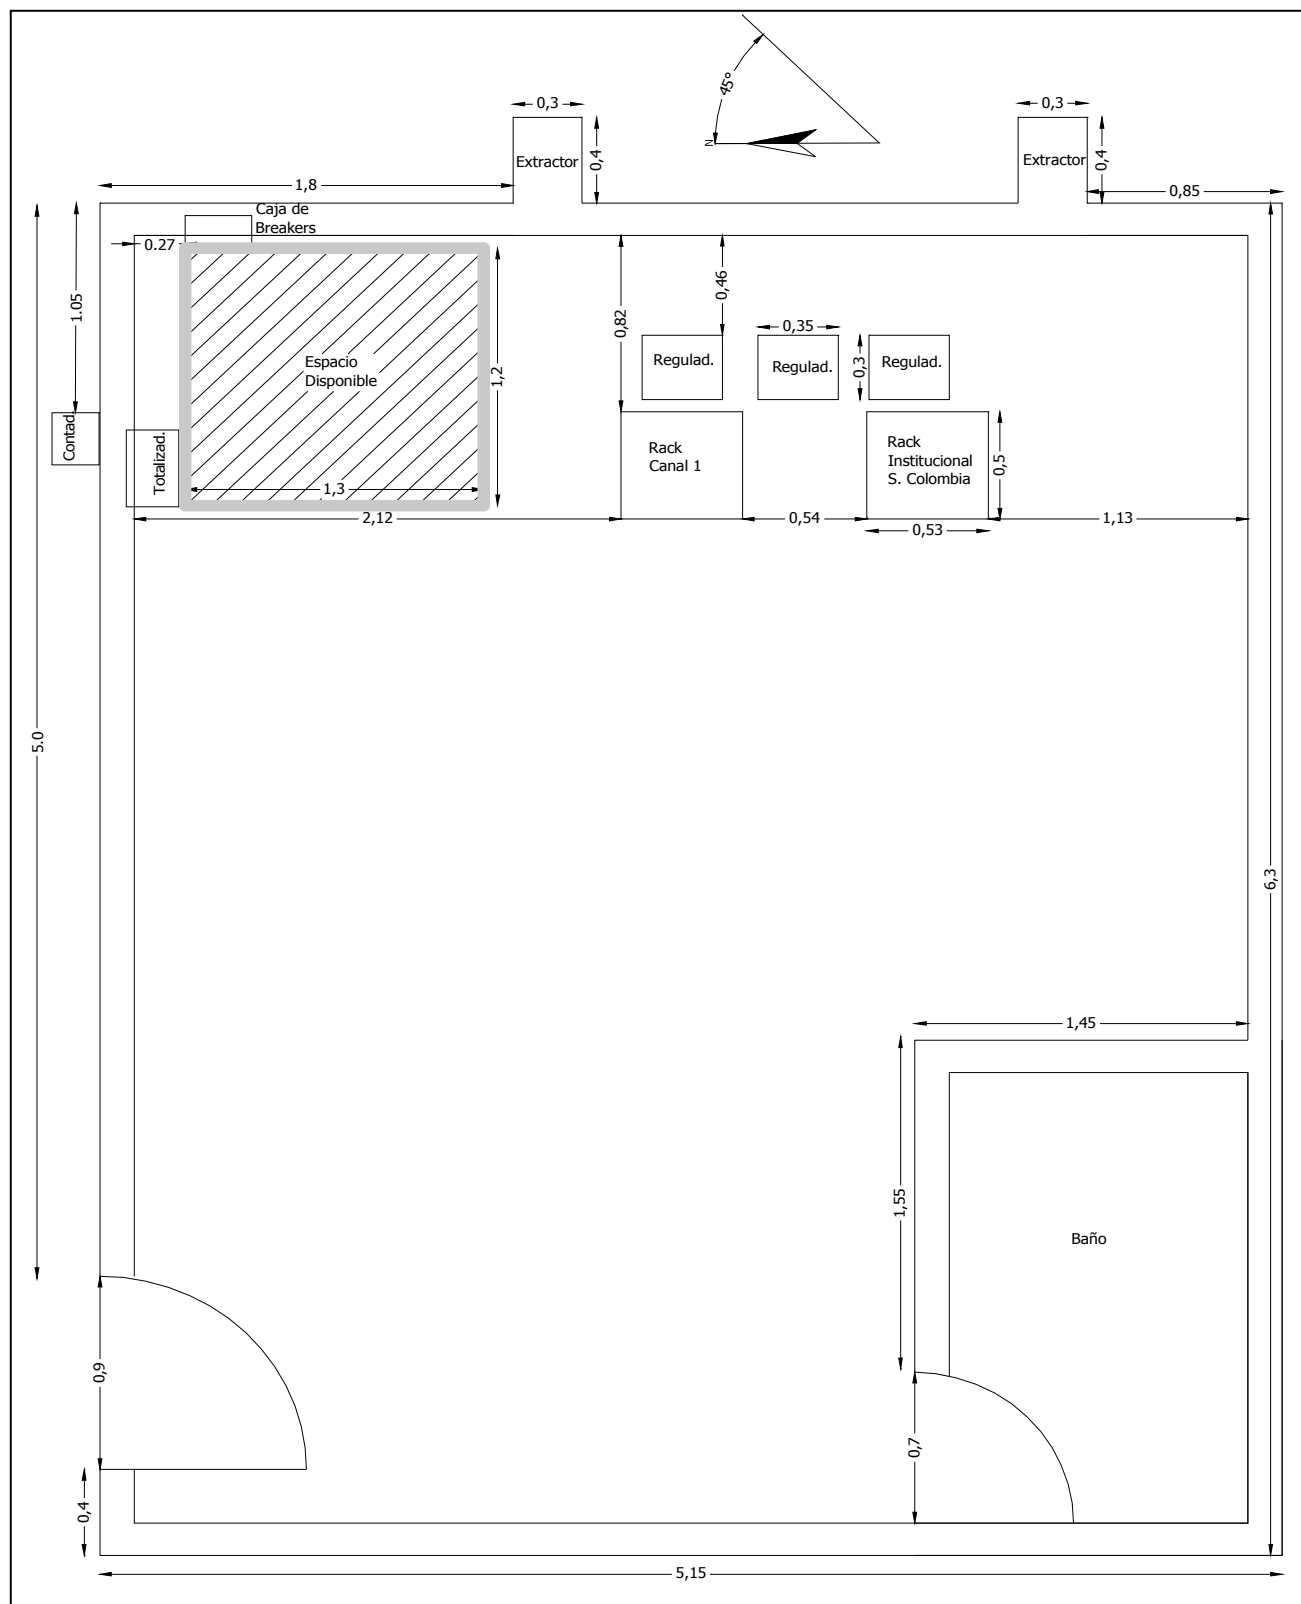 45°
N
0,3
0,3
Extractor
0,4
Extractor
0,4
1,8
0,85
Caja de
Breakers
0.27
1.05
0,82
0,46
0,35
Regulad.
Regulad.
0,3
Regulad.
Espacio
Disponible
1,2
Contad.
Totalizad.
Rack
Canal 1
Rack
Institucional
S. Colombia
0,5
1,3
2,12
0,54
0,53
1,13
5.0
6,3
1,45
1,55
Baño
0,9
0,7
0,4
5,15